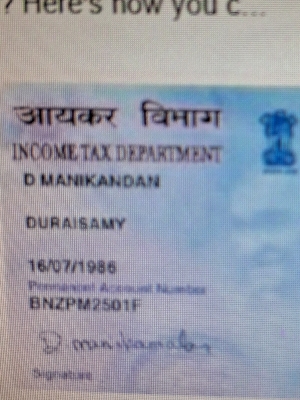 ? Here's how you c...
आयकर विभाग
INCOME TAX DEPARTMENT
D MANIKANDAN
DURAISAMY
16/07/1986
Permanent Account Number
BNZPM2501F
D. manikandan
Signature